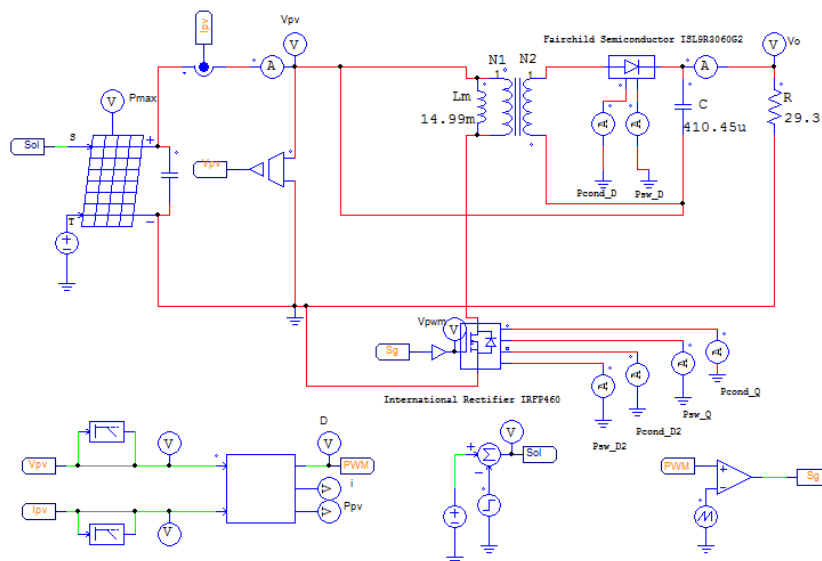 Ipv
Vpv
Fairchild Semiconductor ISL9R3060G2
Vo
V
V
A
N1
N2
A
Pmax
1
1
V
Lm
C
R
14.99m
410.45u
29.3
Sol
S
+
Vpv
A
A
T
−
Pcond_D
Psw_D
Vpwm
V
Sg
A
A
A
A
International Rectifier IRFP460
Pcond_Q
Psw_Q
Pcond_D2
Psw_D2
D
V
V
V
Vpv
PWM
+
Σ
Sol
PWM
+
V
i
−
−
Sg
Ipv
V
V
Ppv